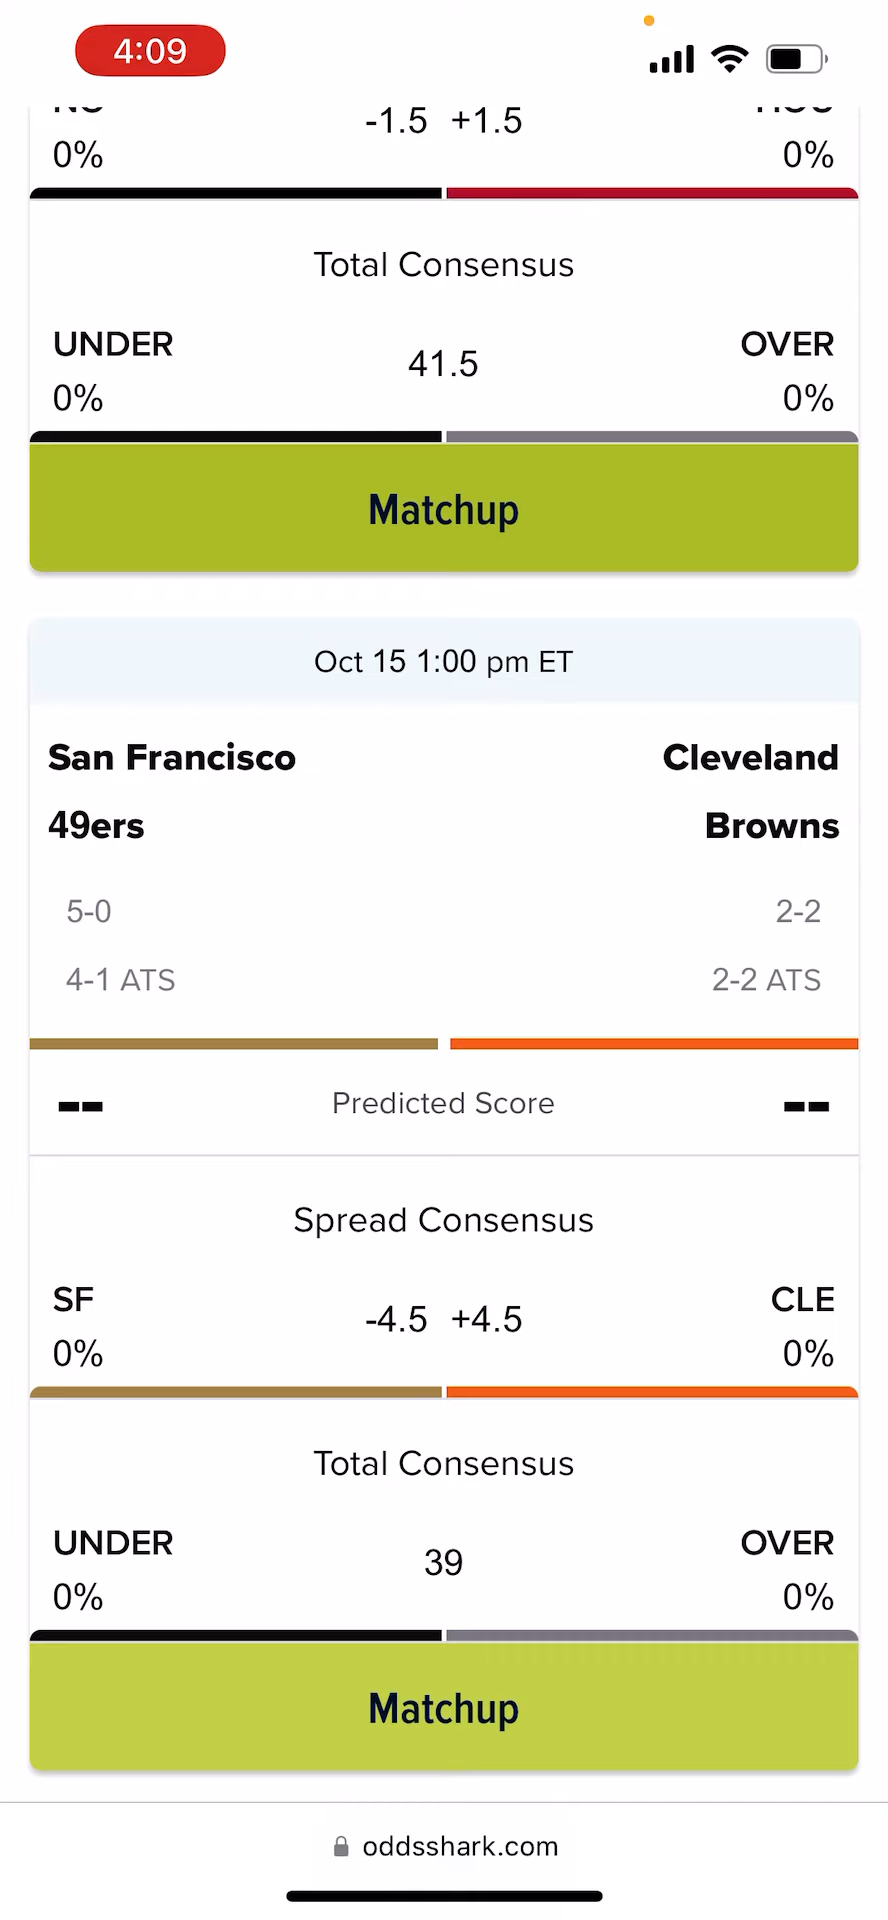 4:09
-1.5 +1.5
0% 0%
Total Consensus
UNDER OVER
41.5
0% 0%
Matchup
Oct 15 1:00 pm ET
San Francisco Cleveland
49ers Browns
5-0 2-2
4-1 ATS 2-2 ATS
-- Predicted Score --
Spread Consensus
SF CLE
-4.5 +4.5
0% 0%
Total Consensus
UNDER OVER
39
0% 0%
Matchup
oddsshark.com